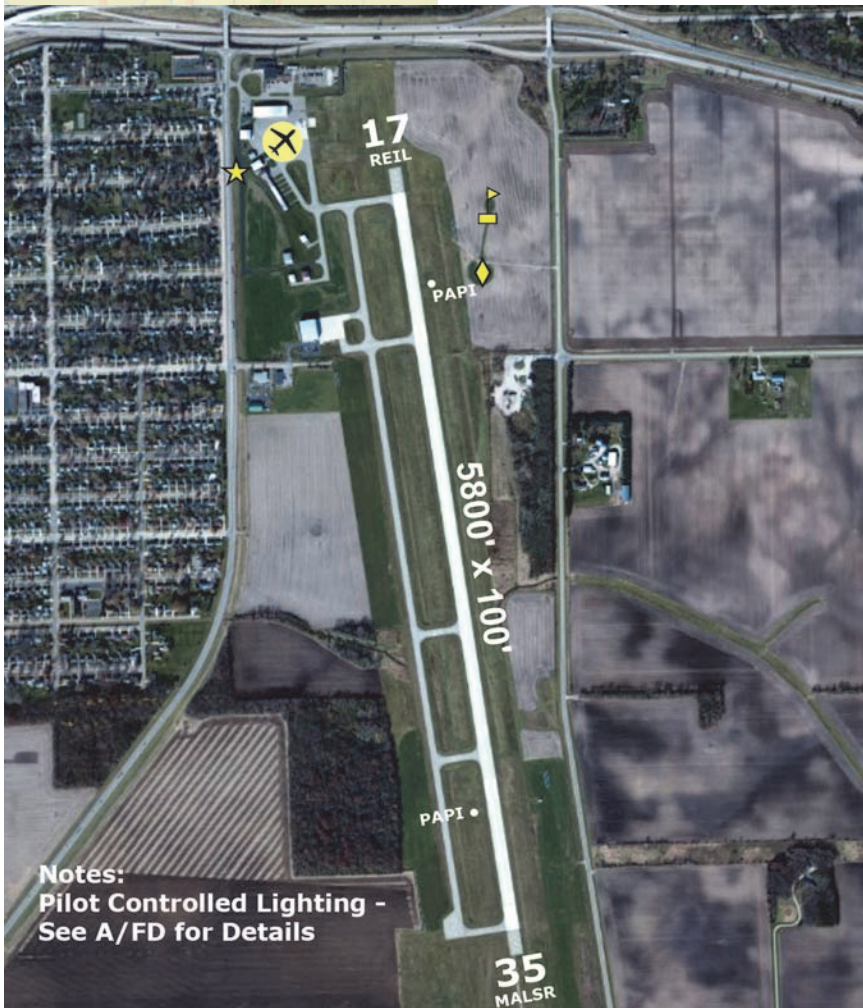 17
REIL
PAPI
5800' x 100'
PAPI
Notes:
Pilot Controlled Lighting -
See A/FD for Details
35
MALSR